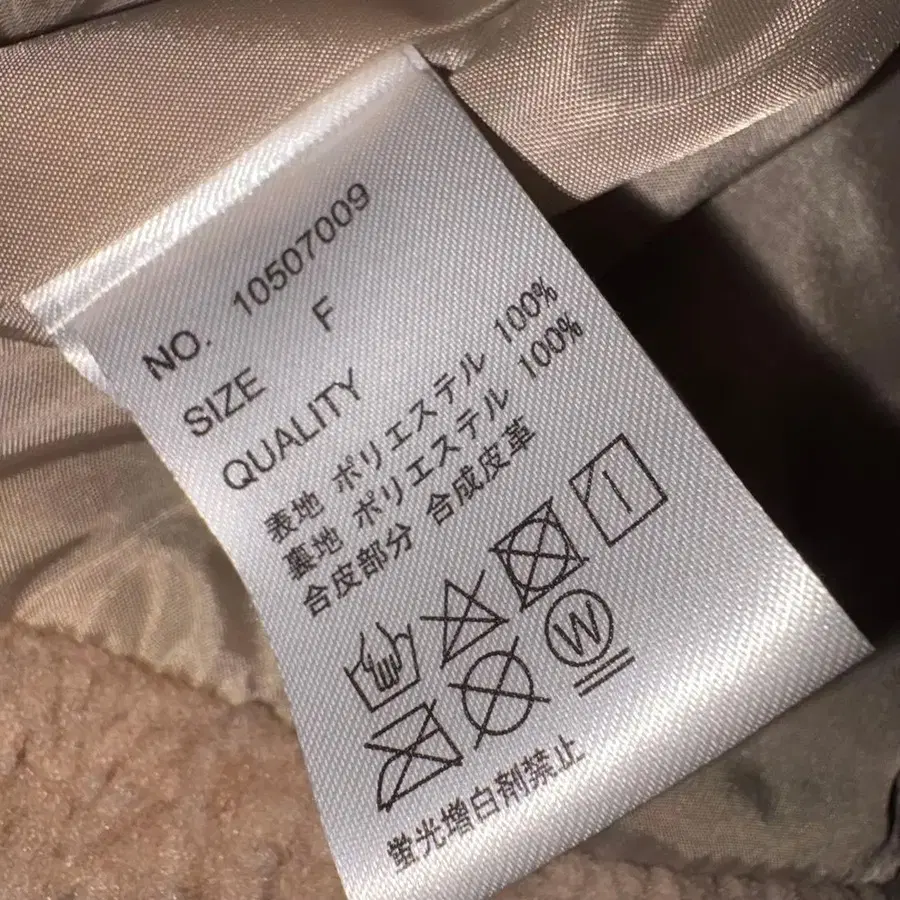 NO. 10507009
SIZE F
QUALITY
表地 ポリエステル 100%
裏地 ポリエステル 100%
合皮部分 合成皮革
W
蛍光増白剤禁止